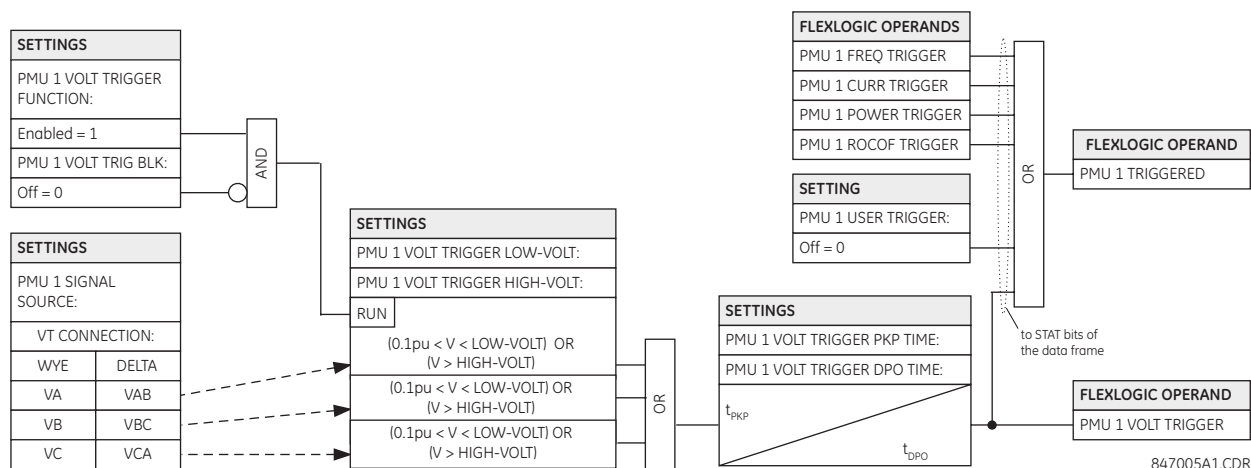 SETTINGS
PMU 1 VOLT TRIGGER
FUNCTION:
Enabled = 1
PMU 1 VOLT TRIG BLK:
Off = 0
AND
SETTINGS
PMU 1 SIGNAL
SOURCE:
VT CONNECTION:
WYE DELTA
VA VAB
VB VBC
VC VCA
SETTINGS
PMU 1 VOLT TRIGGER LOW-VOLT:
PMU 1 VOLT TRIGGER HIGH-VOLT:
RUN
(0.1pu < V < LOW-VOLT) OR
(V > HIGH-VOLT)
(0.1pu < V < LOW-VOLT) OR
(V > HIGH-VOLT)
(0.1pu < V < LOW-VOLT) OR
(V > HIGH-VOLT)
OR
SETTINGS
PMU 1 VOLT TRIGGER PKP TIME:
PMU 1 VOLT TRIGGER DPO TIME:
tPKP
tDPO
FLEXLOGIC OPERANDS
PMU 1 FREQ TRIGGER
PMU 1 CURR TRIGGER
PMU 1 POWER TRIGGER
PMU 1 ROCOF TRIGGER
SETTING
PMU 1 USER TRIGGER:
Off = 0
OR
to STAT bits of
the data frame
FLEXLOGIC OPERAND
PMU 1 TRIGGERED
FLEXLOGIC OPERAND
PMU 1 VOLT TRIGGER
847005A1.CDR